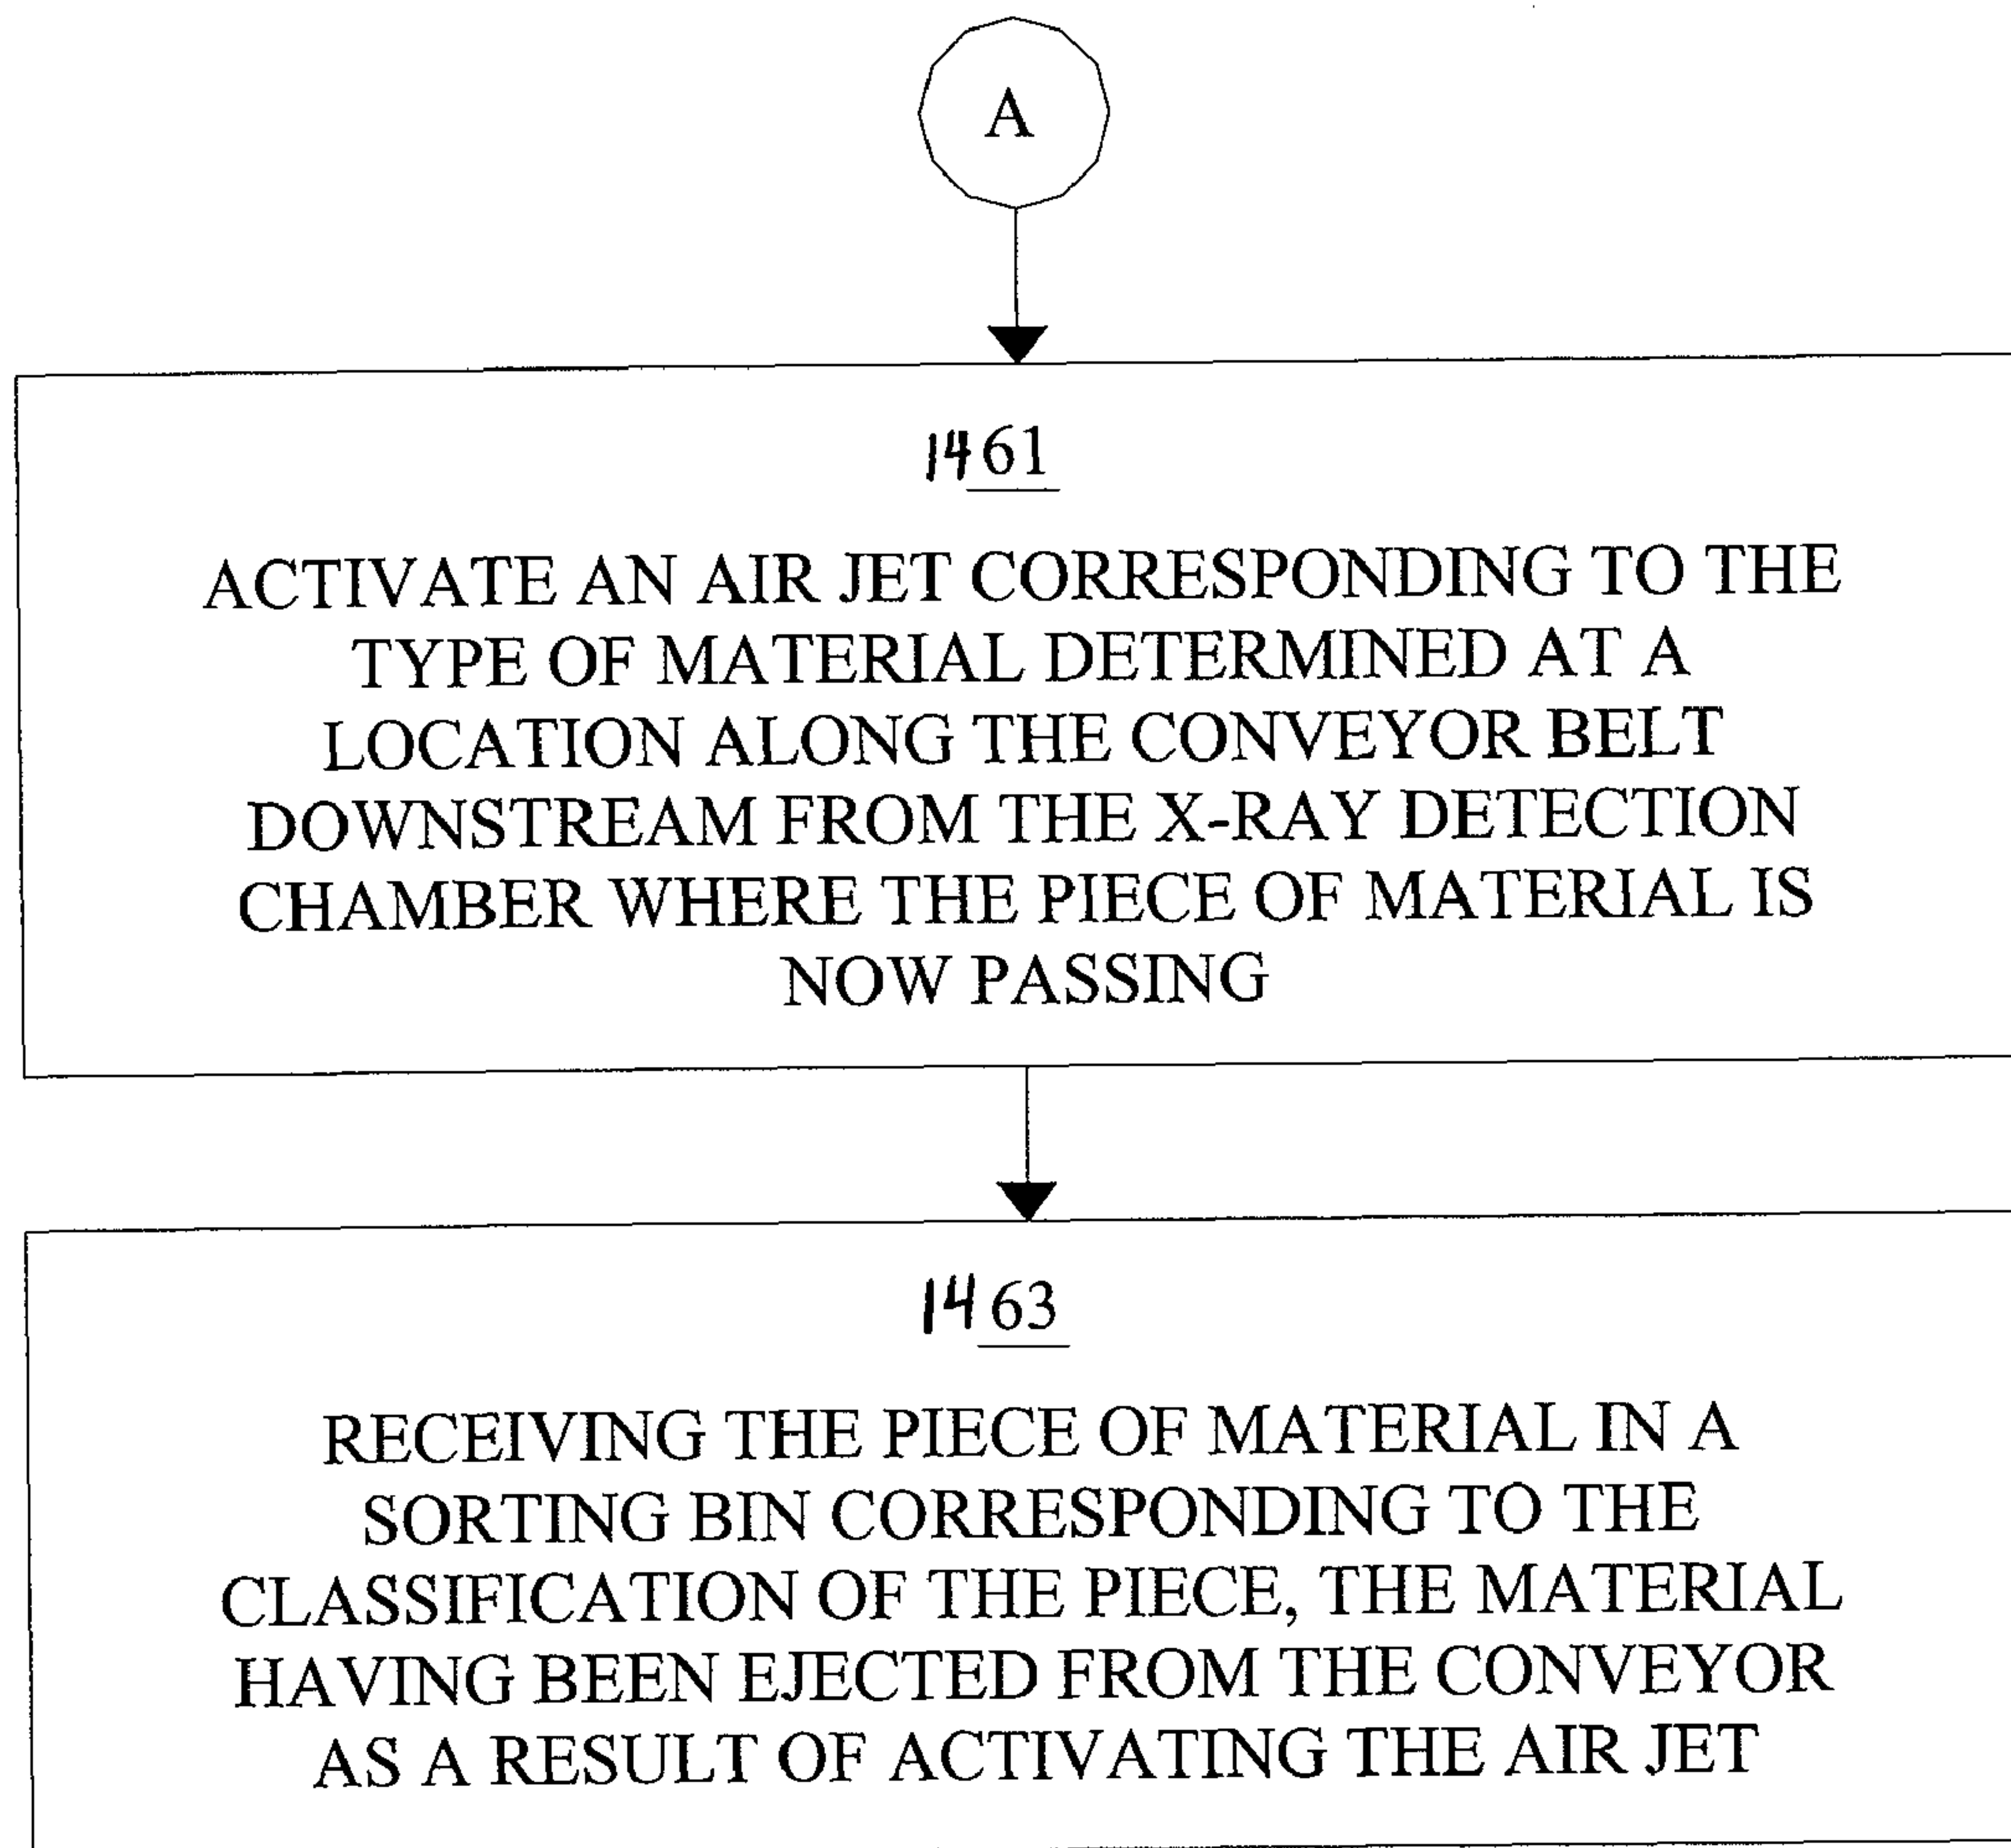 A
1461
ACTIVATE AN AIR JET CORRESPONDING TO THE
TYPE OF MATERIAL DETERMINED AT A
LOCATION ALONG THE CONVEYOR BELT
DOWNSTREAM FROM THE X-RAY DETECTION
CHAMBER WHERE THE PIECE OF MATERIAL IS
NOW PASSING
1463
RECEIVING THE PIECE OF MATERIAL IN A
SORTING BIN CORRESPONDING TO THE
CLASSIFICATION OF THE PIECE, THE MATERIAL
HAVING BEEN EJECTED FROM THE CONVEYOR
AS A RESULT OF ACTIVATING THE AIR JET